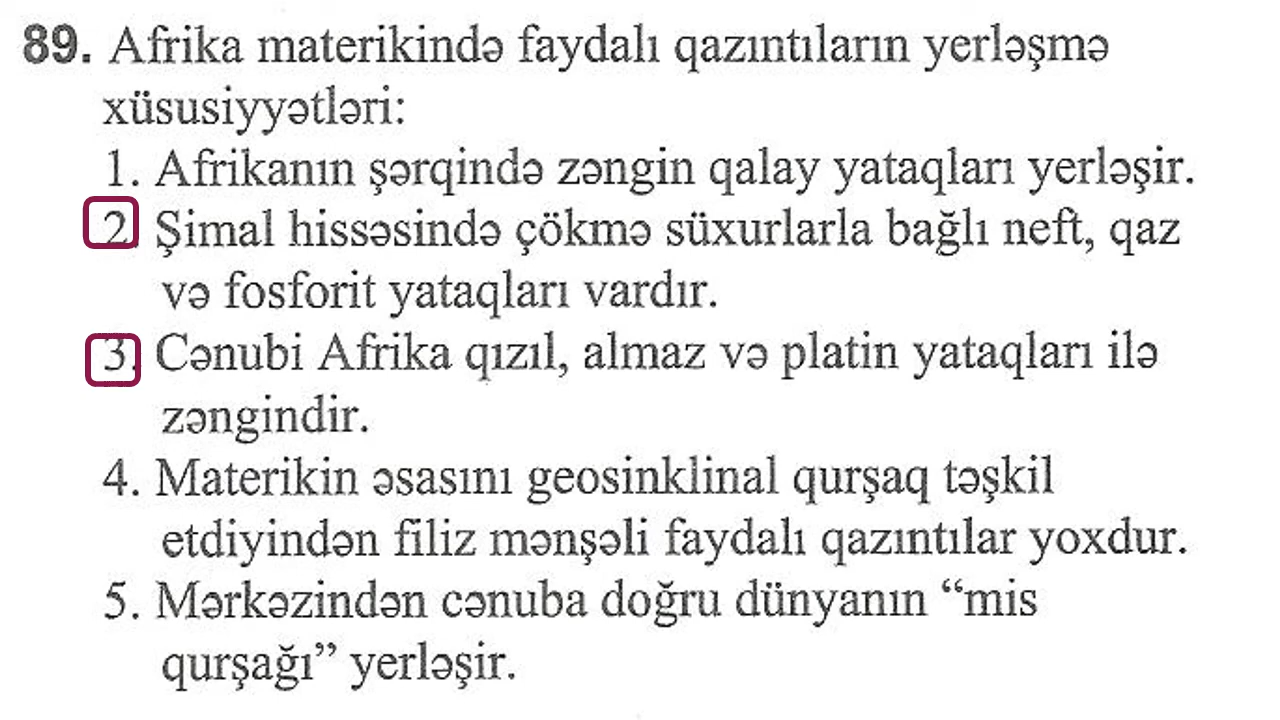 89. Afrika materikində faydalı qazıntıların yerləşmə
xüsusiyyətləri:
1. Afrikanın şərqində zəngin qalay yataqları yerləşir.
2. Şimal hissəsində çökmə süxurlarla bağlı neft, qaz
və fosforit yataqları vardır.
3. Cənubi Afrika qızıl, almaz və platin yataqları ilə
zəngindir.
4. Materikin əsasını geosinklinal qurşaq təşkil
etdiyindən filiz mənşəli faydalı qazıntılar yoxdur.
5. Mərkəzindən cənuba doğru dünyanın “mis
qurşağı” yerləşir.